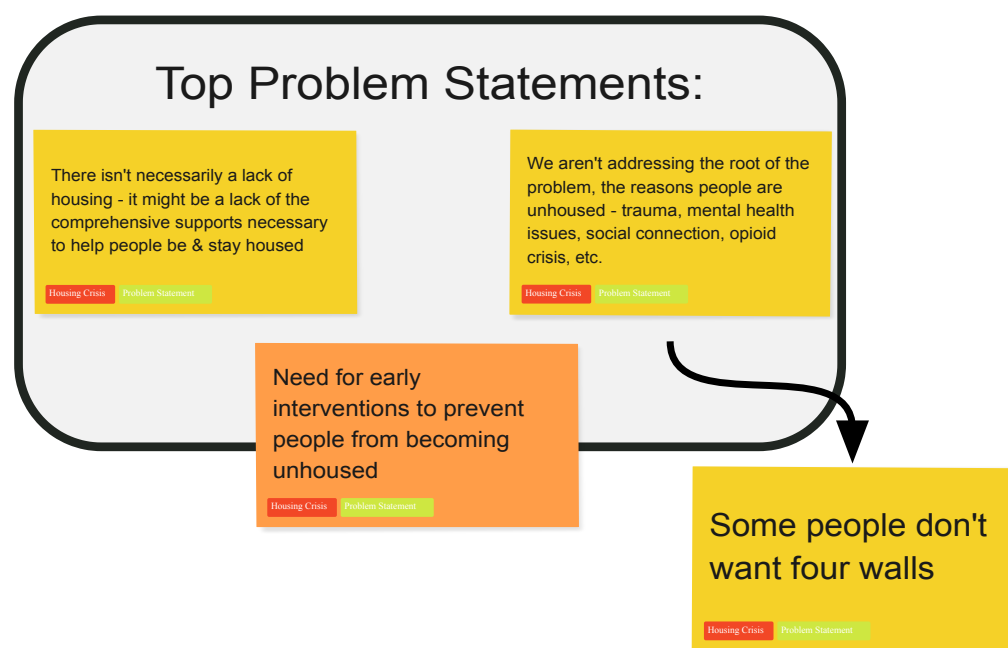 Top Problem Statements:
There isn't necessarily a lack of
housing - it might be a lack of the
comprehensive supports necessary
to help people be & stay housed
Housing Crisis
Problem Statement
We aren't addressing the root of the
problem, the reasons people are
unhoused - trauma, mental health
issues, social connection, opioid
crisis, etc.
Housing Crisis
Problem Statement
Need for early
interventions to prevent
people from becoming
unhoused
Housing Crisis
Problem Statement
Some people don't
want four walls
Housing Crisis
Problem Statement